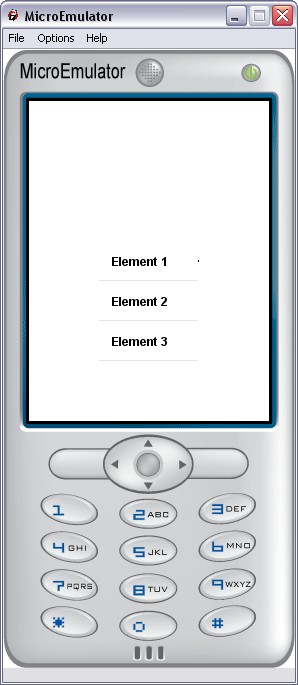 MicroEmulator
File Options Help
MicroEmulator
Element 1
Element 2
Element 3
1 2 ABC 3 DEF
4 GHI 5 JKL 6 MNO
7 PQRS 8 TUV 9 WXYZ
* 0 #